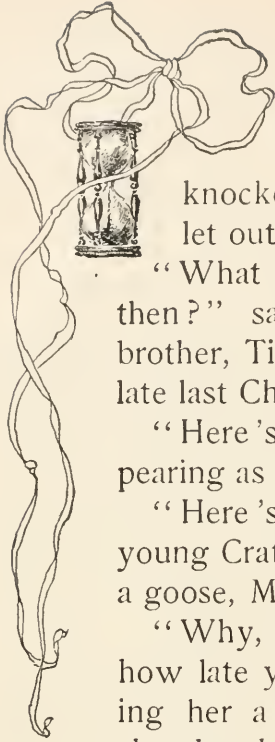 knocke
let out
“What
then?” sa
brother, Ti
late last Ch
“Here's
pearing as
“Here's
young Crat
a goose, M
“Why,
how late y
ing her a